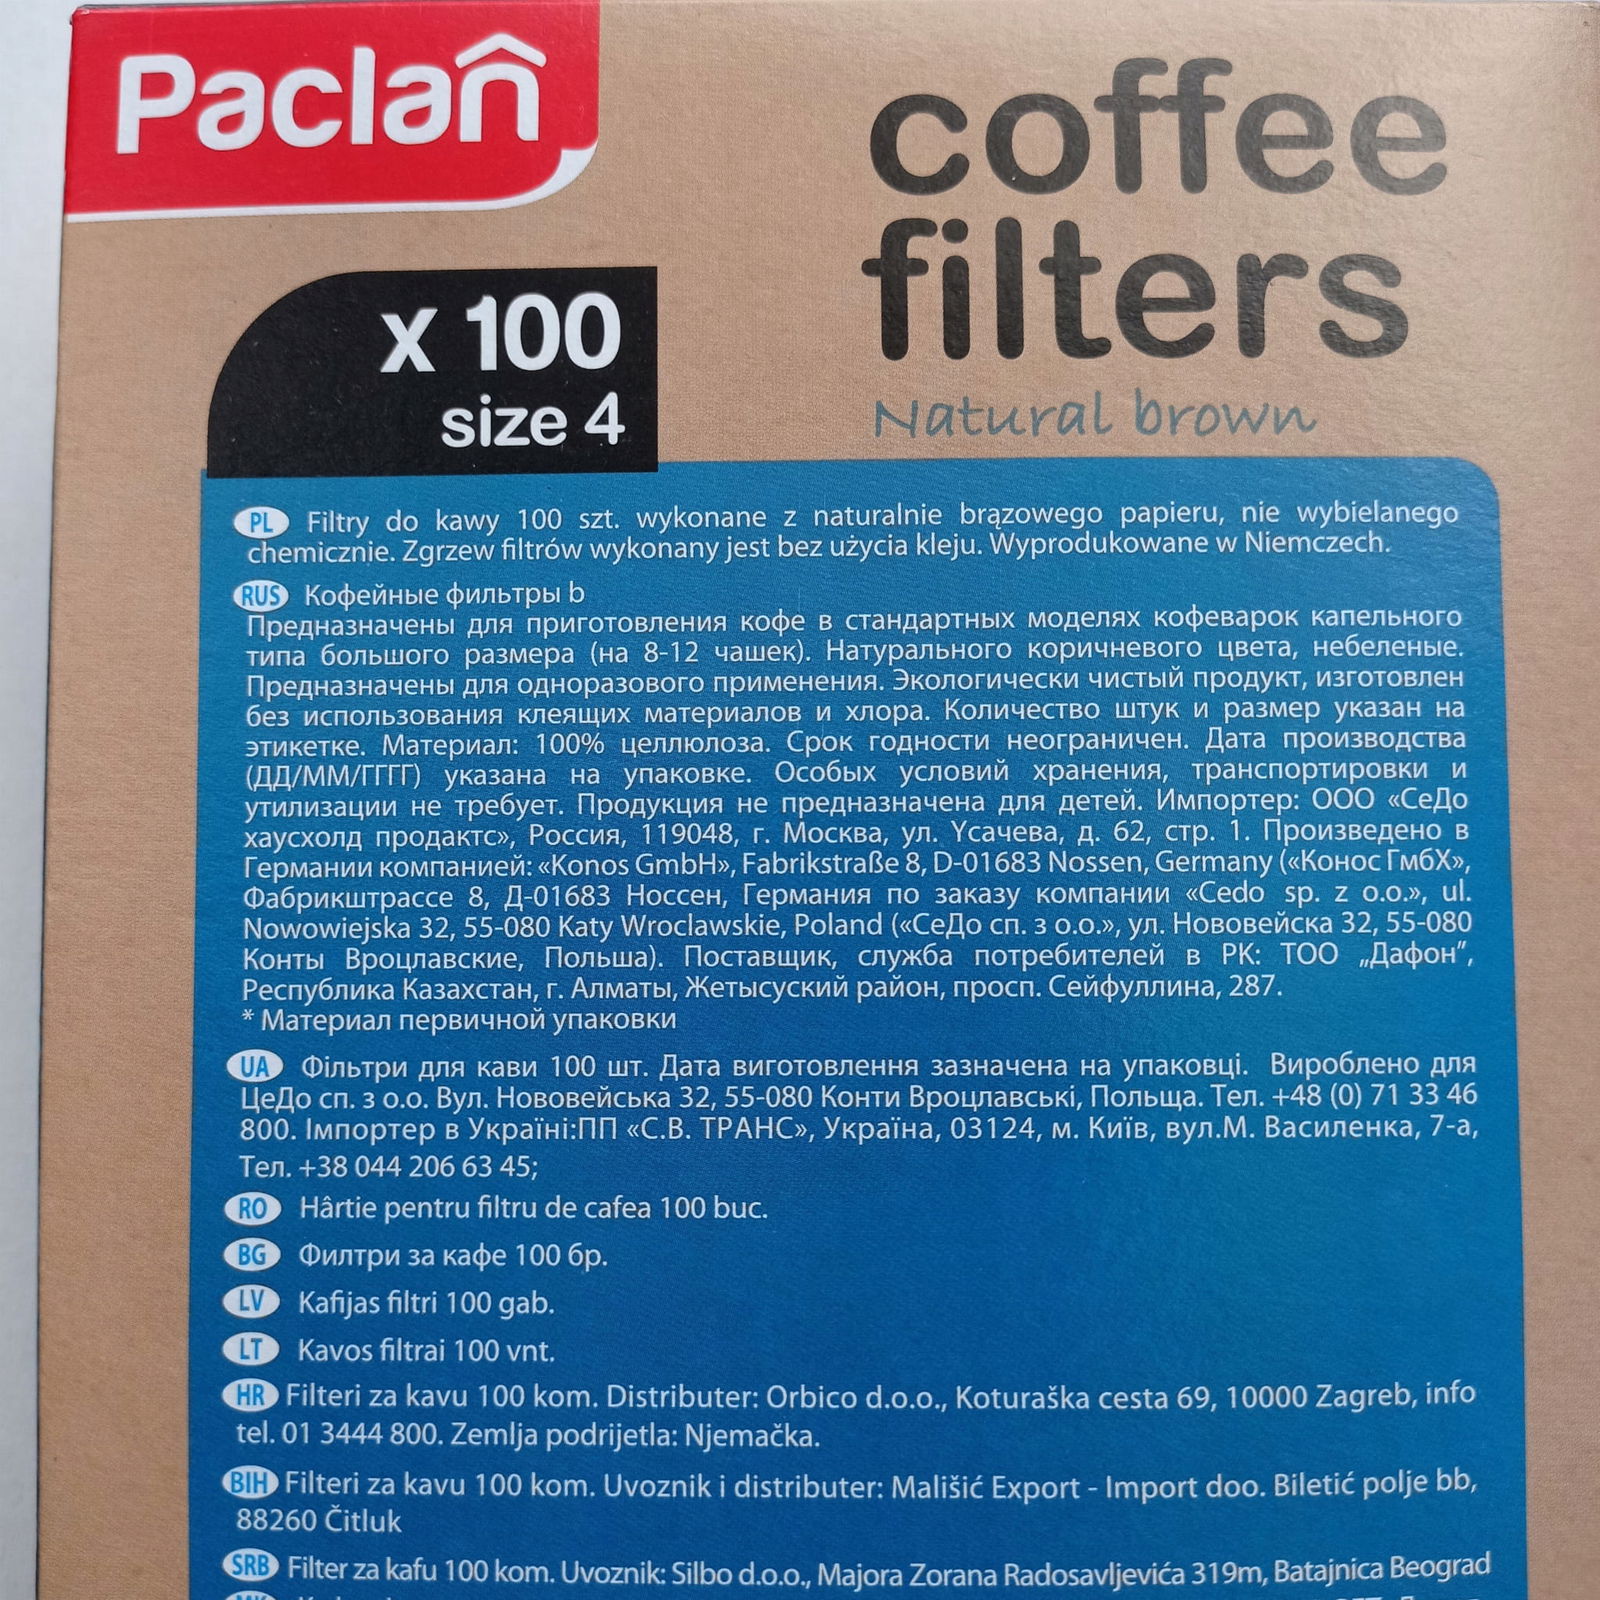 Paclan
coffee
filters
Natural brown
x 100
size 4
PL Filtry do kawy 100 szt. wykonane z naturalnie brązowego papieru, nie wybielanego
chemicznie. Zgrzew filtrów wykonany jest bez użycia kleju. Wyprodukowane w Niemczech.
RUS Кофейные фильтры b
Предназначены для приготовления кофе в стандартных моделях кофеварок капельного
типа большого размера (на 8-12 чашек). Натурального коричневого цвета, небеленые.
Предназначены для одноразового применения. Экологически чистый продукт, изготовлен
без использования клеящих материалов и хлора. Количество штук и размер указан на
этикетке. Материал: 100% целлюлоза. Срок годности неограничен. Дата производства
(ДД/ММ/ГГГГ) указана на упаковке. Особых условий хранения, транспортировки и
утилизации не требует. Продукция не предназначена для детей. Импортер: ООО «СеДо
хаусхолд продактс», Россия, 119048, г. Москва, ул. Усачева, д. 62, стр. 1. Произведено в
Германии компанией: «Konos GmbH», Fabrikstraße 8, D-01683 Nossen, Germany («Конос ГмбХ»,
Фабрикштрассе 8, Д-01683 Носсен, Германия по заказу компании «Cedo sp. z o.o.», ul.
Nowowiejska 32, 55-080 Katy Wroclawskie, Poland («СеДо сп. з о.о.», ул. Нововейска 32, 55-080
Конты Вроцлавские, Польша). Поставщик, служба потребителей в РК: ТОО „Дафон”,
Республика Казахстан, г. Алматы, Жетысуский район, просп. Сейфуллина, 287.
* Материал первичной упаковки
UA Фільтри для кави 100 шт. Дата виготовлення зазначена на упаковці. Вироблено для
ЦеДо сп. з о.о. Вул. Нововейська 32, 55-080 Конти Вроцлавські, Польща. Тел. +48 (0) 71 33 46
800. Імпортер в Україні:ПП «С.В. ТРАНС», Україна, 03124, м. Київ, вул.М. Василенка, 7-а,
Тел. +38 044 206 63 45;
RO Hârtie pentru filtru de cafea 100 buc.
BG Филтри за кафе 100 бр.
LV Kafijas filtri 100 gab.
LT Kavos filtrai 100 vnt.
HR Filteri za kavu 100 kom. Distributer: Orbico d.o.o., Koturaška cesta 69, 10000 Zagreb, info
tel. 01 3444 800. Zemlja podrijetla: Njemačka.
BIH Filteri za kavu 100 kom. Uvoznik i distributer: Mališić Export - Import doo. Biletić polje bb,
88260 Čitluk
SRB Filter za kafu 100 kom. Uvoznik: Silbo d.o.o., Majora Zorana Radosavljevića 319m, Batajnica Beograd